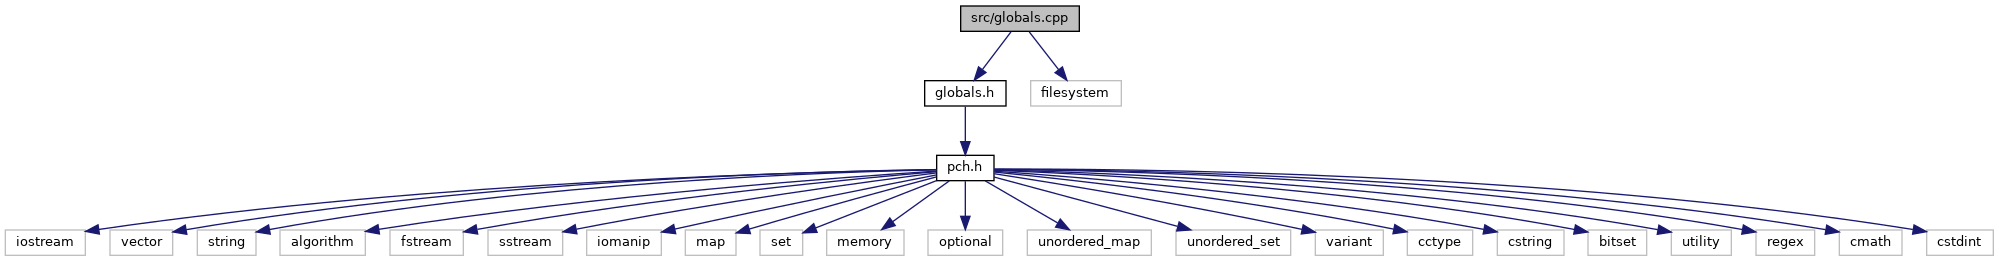 src/globals.cpp
globals.h
filesystem
pch.h
iostream
vector
string
algorithm
fstream
sstream
iomanip
map
set
memory
optional
unordered_map
unordered_set
variant
cctype
cstring
bitset
utility
regex
cmath
cstdint